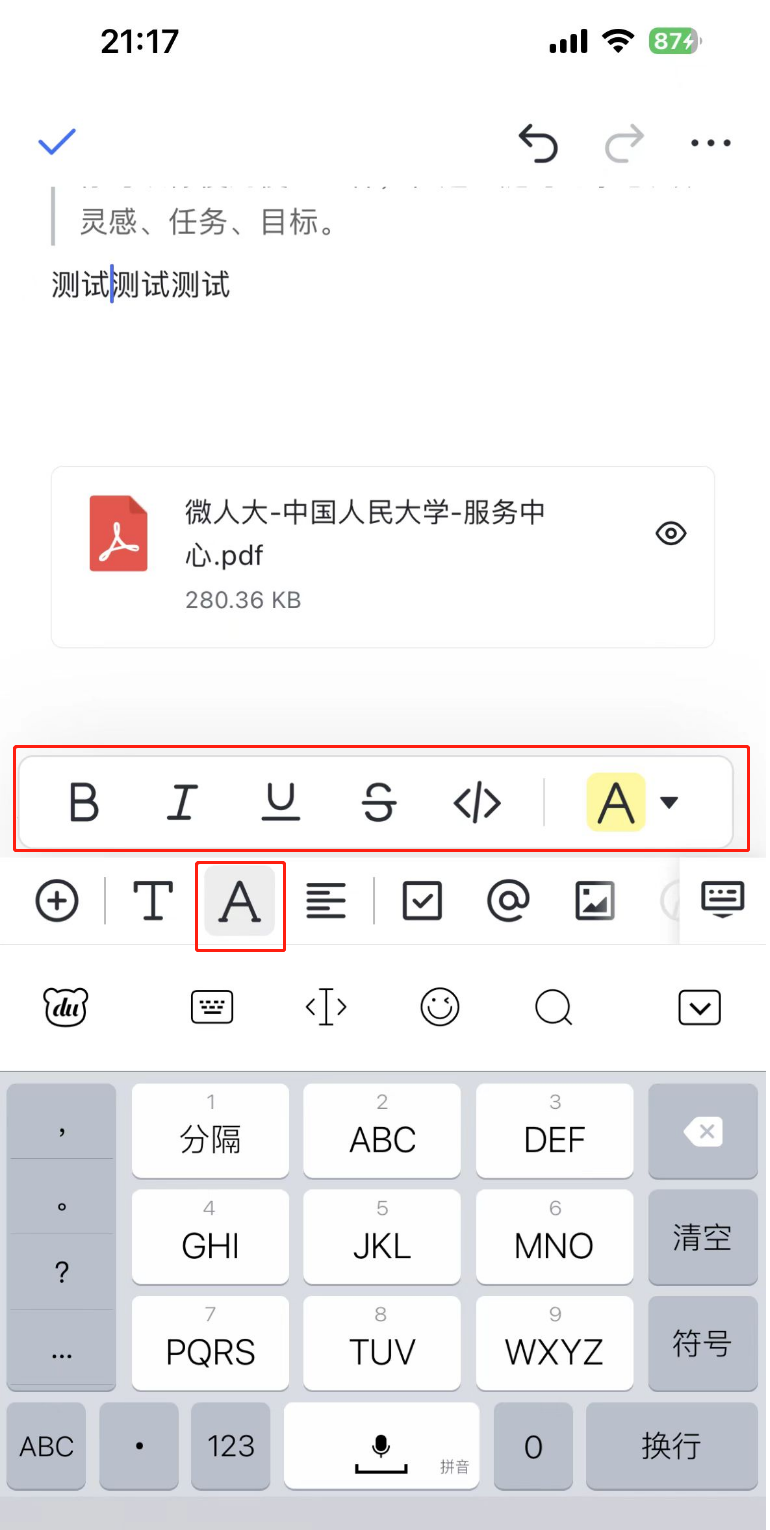 21:17
87
灵感、任务、目标。
测试测试测试
微人大-中国人民大学-服务中
心.pdf
280.36 KB
B I U S </> A
T A @
du
, 1 分隔 2 ABC 3 DEF
。 4 GHI 5 JKL 6 MNO 清空
? 7 PQRS 8 TUV 9 WXYZ 符号
...
ABC · 123 拼音 0 换行